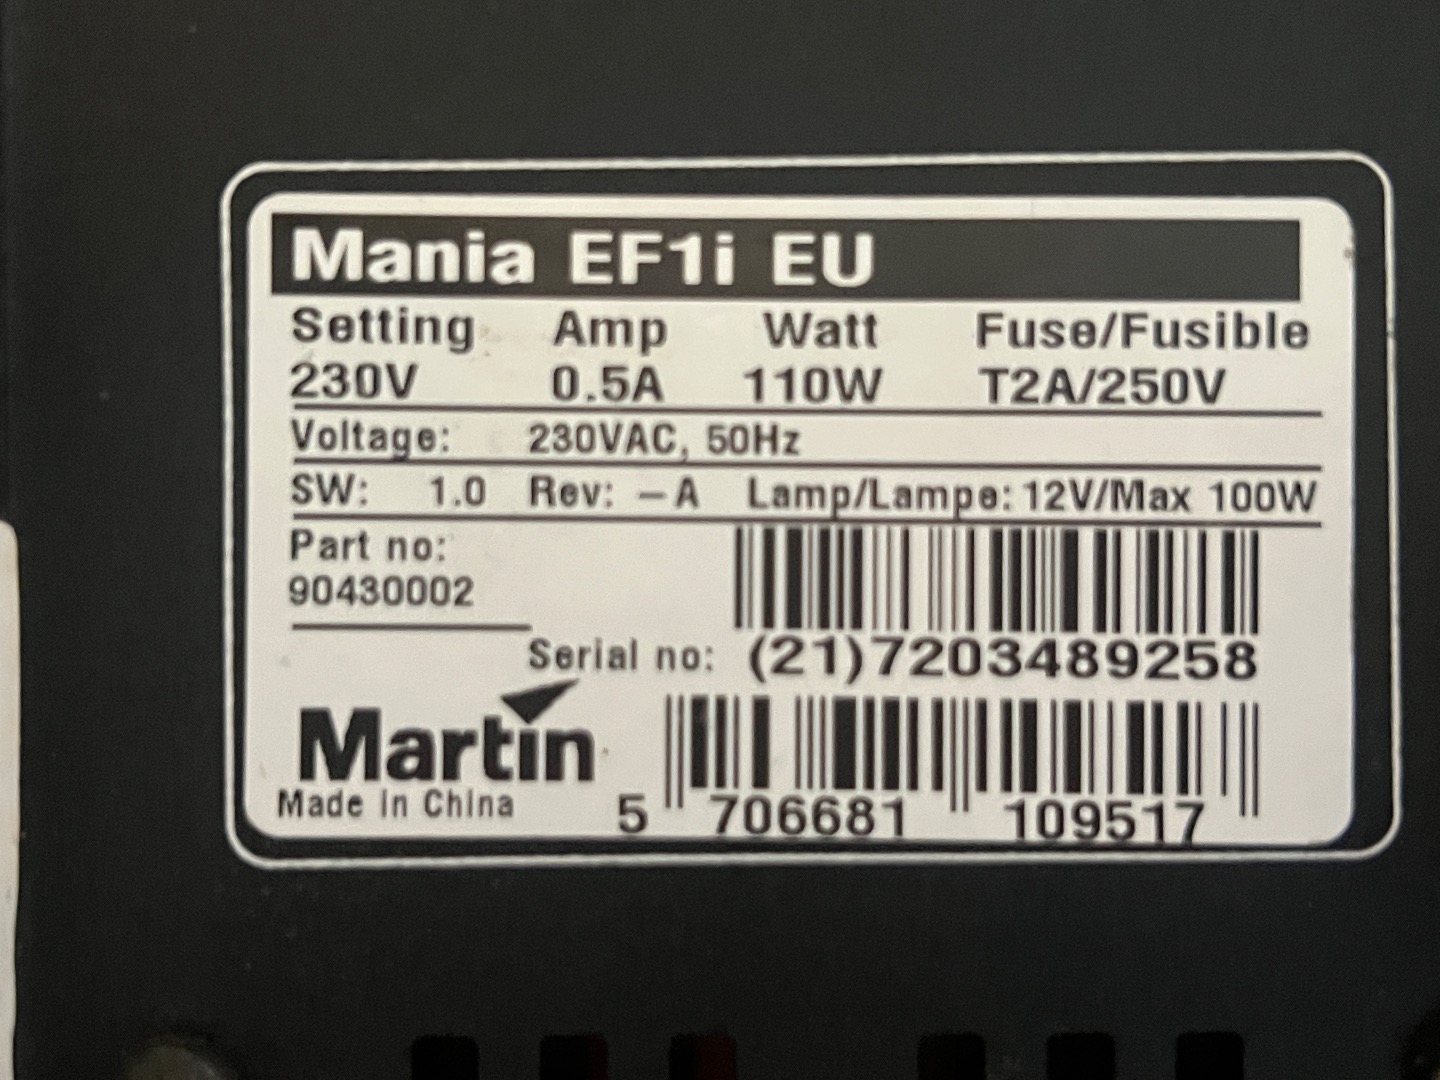 Mania EF1i EU
Setting Amp Watt Fuse/Fusible
230V 0.5A 110W T2A/250V
Voltage: 230VAC, 50Hz
SW: 1.0 Rev: –A Lamp/Lampe: 12V/Max 100W
Part no:
90430002
Serial no: (21)7203489258
Martin
Made in China
5 706681 109517